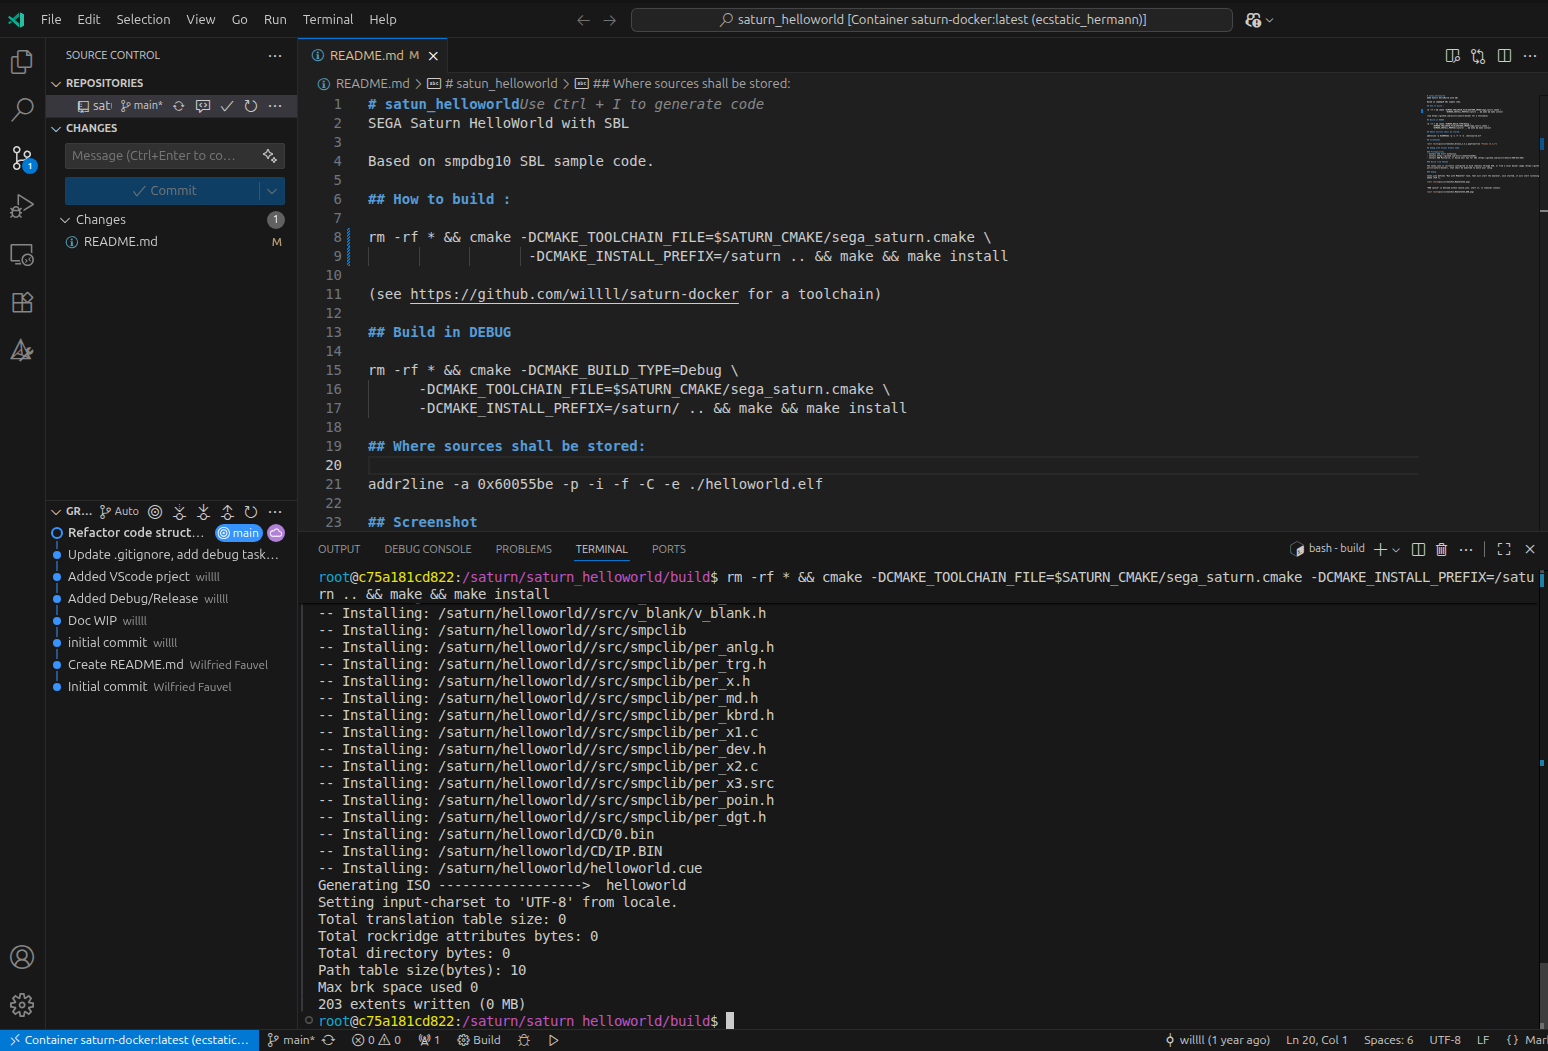 File Edit Selection View Go Run Terminal Help
saturn_helloworld [Container saturn-docker:latest (ecstatic_hermann)]
SOURCE CONTROL
REPOSITORIES
main*
CHANGES
Message (Ctrl+Enter to co…
Commit
Changes 1
README.md M
GR… Auto
Refactor code struct… main
Update .gitignore, add debug task…
Added VScode prject willll
Added Debug/Release willll
Doc WIP willll
initial commit willll
Create README.md Wilfried Fauvel
Initial commit Wilfried Fauvel
README.md M
README.md > # satun_helloworld > ## Where sources shall be stored:
1 # satun_helloworldUse Ctrl + I to generate code
2 SEGA Saturn HelloWorld with SBL
3
4 Based on smpdbg10 SBL sample code.
5
6 ## How to build :
7
8 rm -rf * && cmake -DCMAKE_TOOLCHAIN_FILE=$SATURN_CMAKE/sega_saturn.cmake \
9 -DCMAKE_INSTALL_PREFIX=/saturn .. && make && make install
10
11 (see https://github.com/willll/saturn-docker for a toolchain)
12
13 ## Build in DEBUG
14
15 rm -rf * && cmake -DCMAKE_BUILD_TYPE=Debug \
16 -DCMAKE_TOOLCHAIN_FILE=$SATURN_CMAKE/sega_saturn.cmake \
17 -DCMAKE_INSTALL_PREFIX=/saturn/ .. && make && make install
18
19 ## Where sources shall be stored:
20
21 addr2line -a 0x60055be -p -i -f -C -e ./helloworld.elf
22
23 ## Screenshot
OUTPUT DEBUG CONSOLE PROBLEMS TERMINAL PORTS
bash - build
root@c75a181cd822:/saturn/saturn_helloworld/build$ rm -rf * && cmake -DCMAKE_TOOLCHAIN_FILE=$SATURN_CMAKE/sega_saturn.cmake -DCMAKE_INSTALL_PREFIX=/satu
rn .. && make && make install
-- Installing: /saturn/helloworld//src/v_blank/v_blank.h
-- Installing: /saturn/helloworld//src/smpclib
-- Installing: /saturn/helloworld//src/smpclib/per_anlg.h
-- Installing: /saturn/helloworld//src/smpclib/per_trg.h
-- Installing: /saturn/helloworld//src/smpclib/per_x.h
-- Installing: /saturn/helloworld//src/smpclib/per_md.h
-- Installing: /saturn/helloworld//src/smpclib/per_kbrd.h
-- Installing: /saturn/helloworld//src/smpclib/per_x1.c
-- Installing: /saturn/helloworld//src/smpclib/per_dev.h
-- Installing: /saturn/helloworld//src/smpclib/per_x2.c
-- Installing: /saturn/helloworld//src/smpclib/per_x3.src
-- Installing: /saturn/helloworld//src/smpclib/per_poin.h
-- Installing: /saturn/helloworld//src/smpclib/per_dgt.h
-- Installing: /saturn/helloworld/CD/0.bin
-- Installing: /saturn/helloworld/CD/IP.BIN
-- Installing: /saturn/helloworld/helloworld.cue
Generating ISO ------------------> helloworld
Setting input-charset to 'UTF-8' from locale.
Total translation table size: 0
Total rockridge attributes bytes: 0
Total directory bytes: 0
Path table size(bytes): 10
Max brk space used 0
203 extents written (0 MB)
root@c75a181cd822:/saturn/saturn_helloworld/build$
Container saturn-docker:latest (ecstatic… main* 0 0 1 Build willll (1 year ago) Ln 20, Col 1 Spaces: 6 UTF-8 LF {} Mar